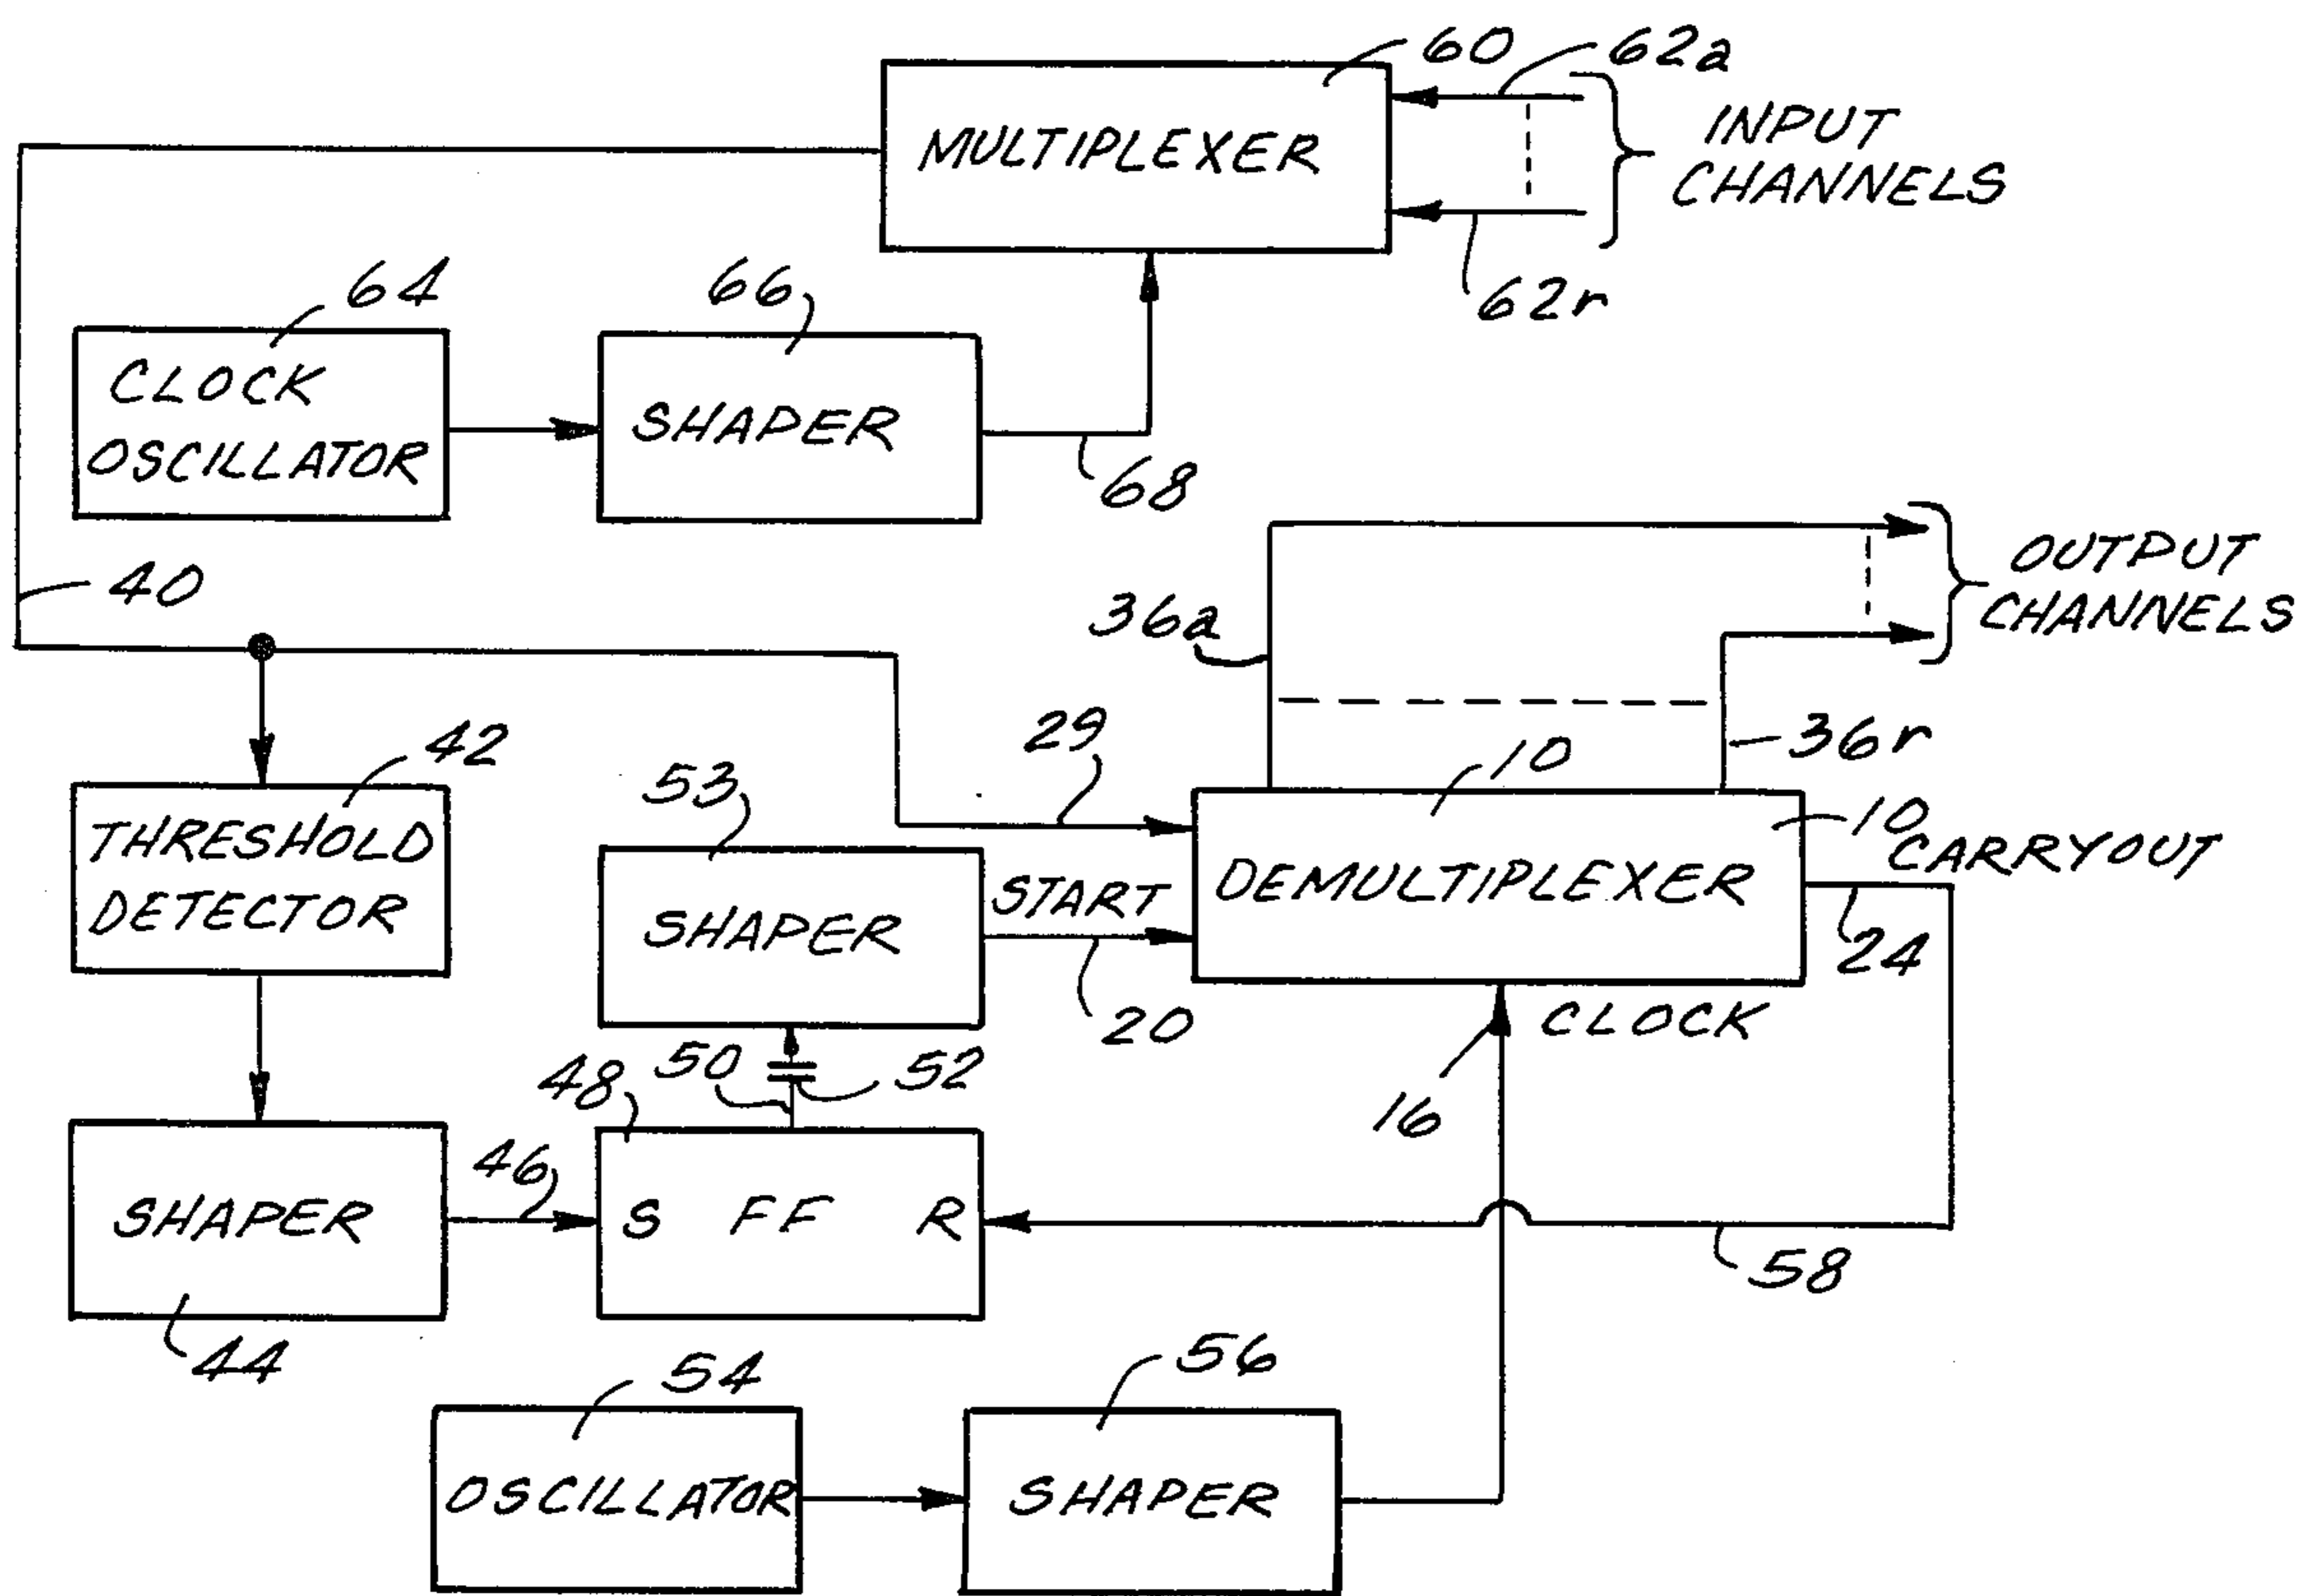 60
62a
MULTIPLEXER
INPUT
CHANNELS
62r
64
66
CLOCK
OSCILLATOR
SHAPER
68
40
OUTPUT
CHANNELS
36a
36r
29
42
53
10
10
THRESHOLD
DETECTOR
SHAPER
START
DEMULTIPLEXER
CARRYOUT
24
20
CLOCK
16
48
50
52
46
SHAPER
S FF R
58
44
54
56
OSCILLATOR
SHAPER